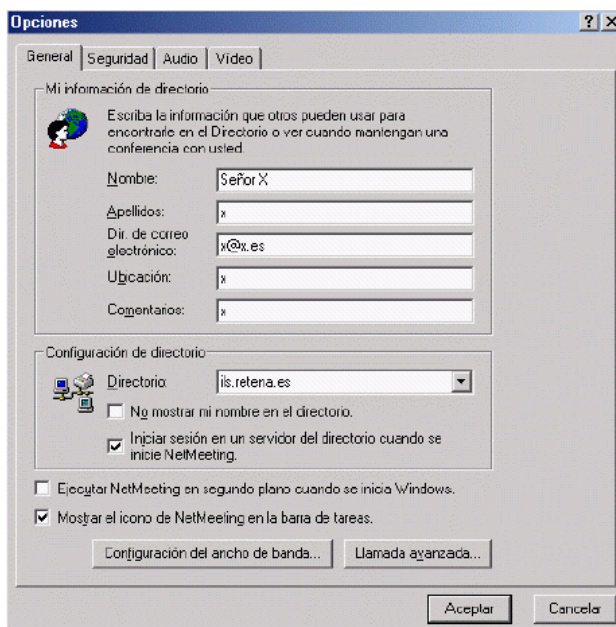 Opciones
General Seguridad Audio Vídeo
Mi información de directorio
Escriba la información que otros pueden usar para
encontrarle en el Directorio o ver cuando mantengan una
conferencia con usted.
Nombre: Señor X
Apellidos: x
Dir. de correo
electrónico: x@x.es
Ubicación: x
Comentarios: x
Configuración de directorio
Directorio: ils.retena.es
No mostrar mi nombre en el directorio.
Iniciar sesión en un servidor del directorio cuando se
inicie NetMeeting.
Ejecutar NetMeeting en segundo plano cuando se inicia Windows.
Mostrar el icono de NetMeeting en la barra de tareas.
Configuración del ancho de banda... Llamada avanzada...
Aceptar Cancelar